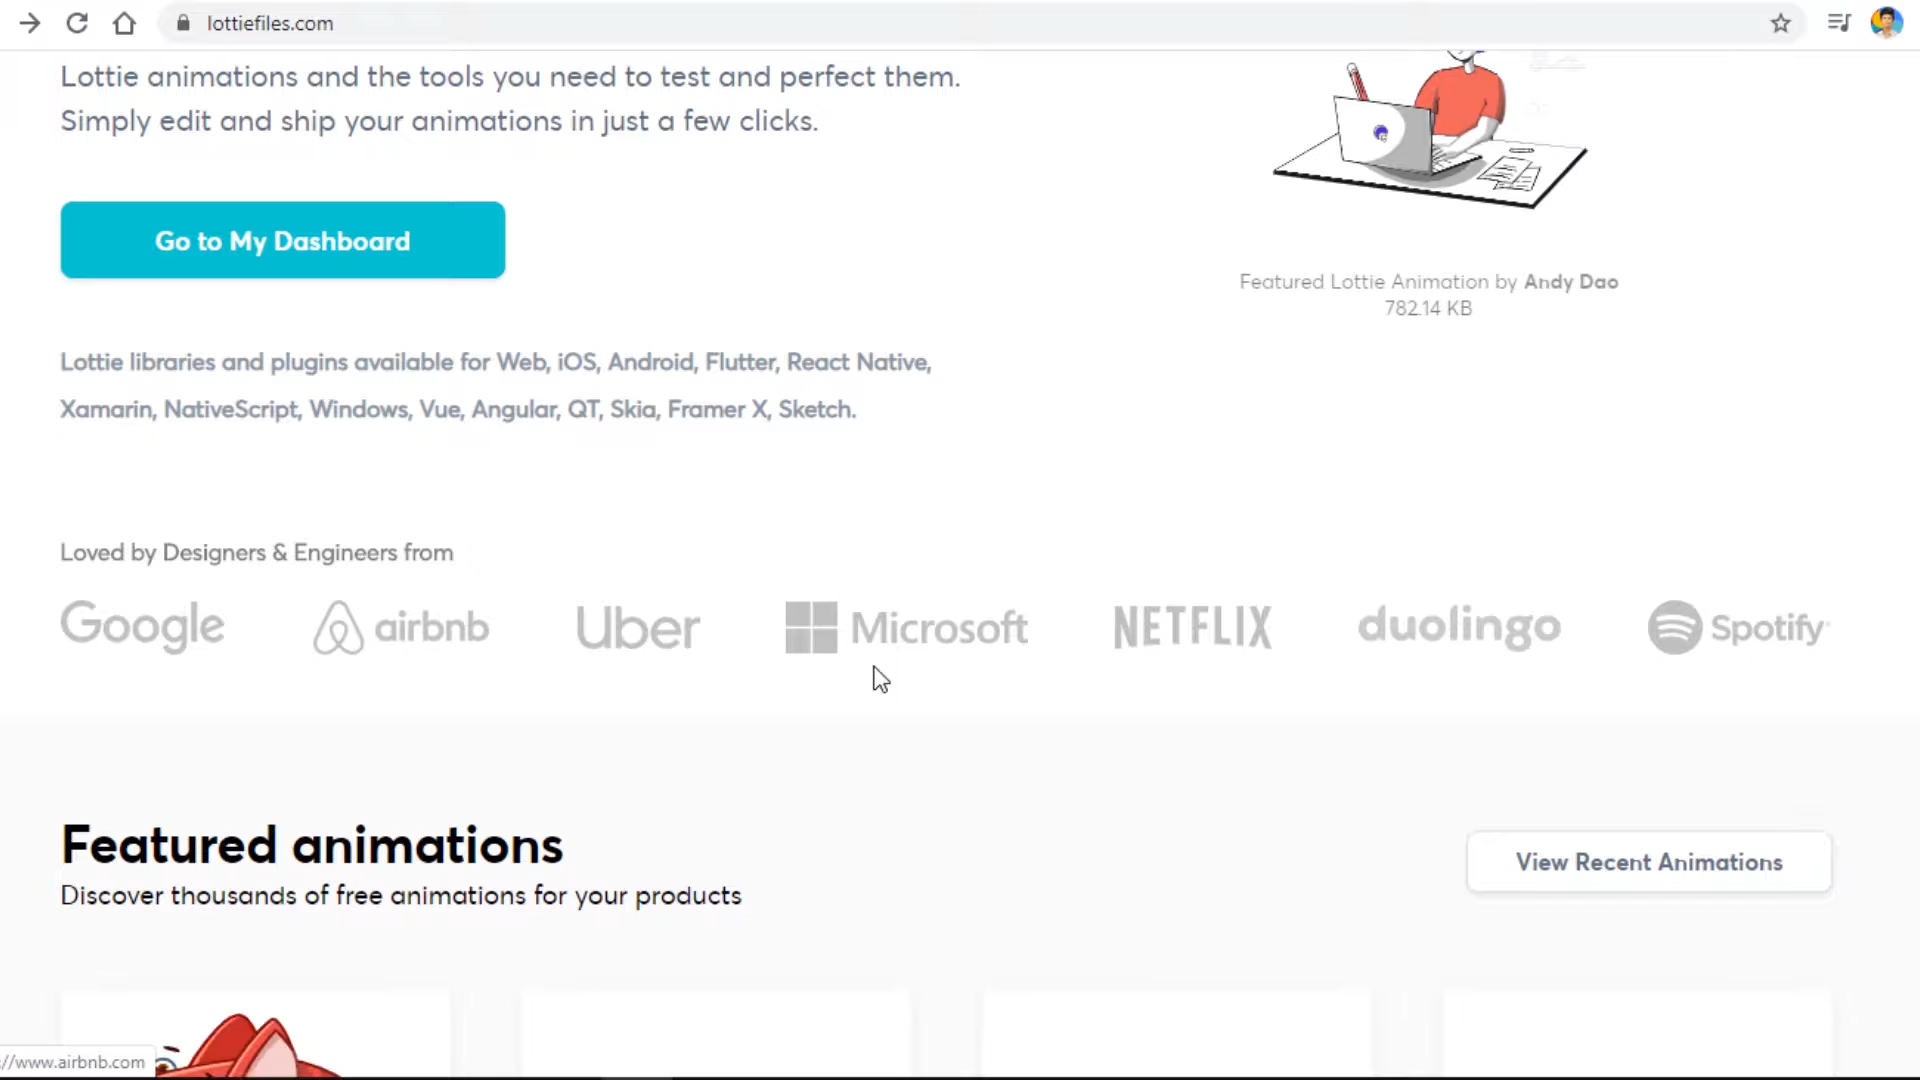 lottiefiles.com
Lottie animations and the tools you need to test and perfect them.
Simply edit and ship your animations in just a few clicks.
Go to My Dashboard
Featured Lottie Animation by Andy Dao
782.14 KB
Lottie libraries and plugins available for Web, iOS, Android, Flutter, React Native,
Xamarin, NativeScript, Windows, Vue, Angular, QT, Skia, Framer X, Sketch.
Loved by Designers & Engineers from
Google airbnb Uber Microsoft NETFLIX duolingo Spotify
Featured animations
Discover thousands of free animations for your products
View Recent Animations
://www.airbnb.com